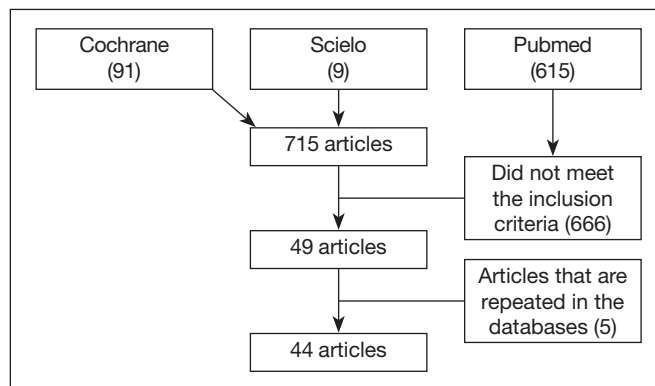 Cochrane
(91)
Scielo
(9)
Pubmed
(615)
715 articles
Did not meet
the inclusion
criteria (666)
49 articles
Articles that are
repeated in the
databases (5)
44 articles